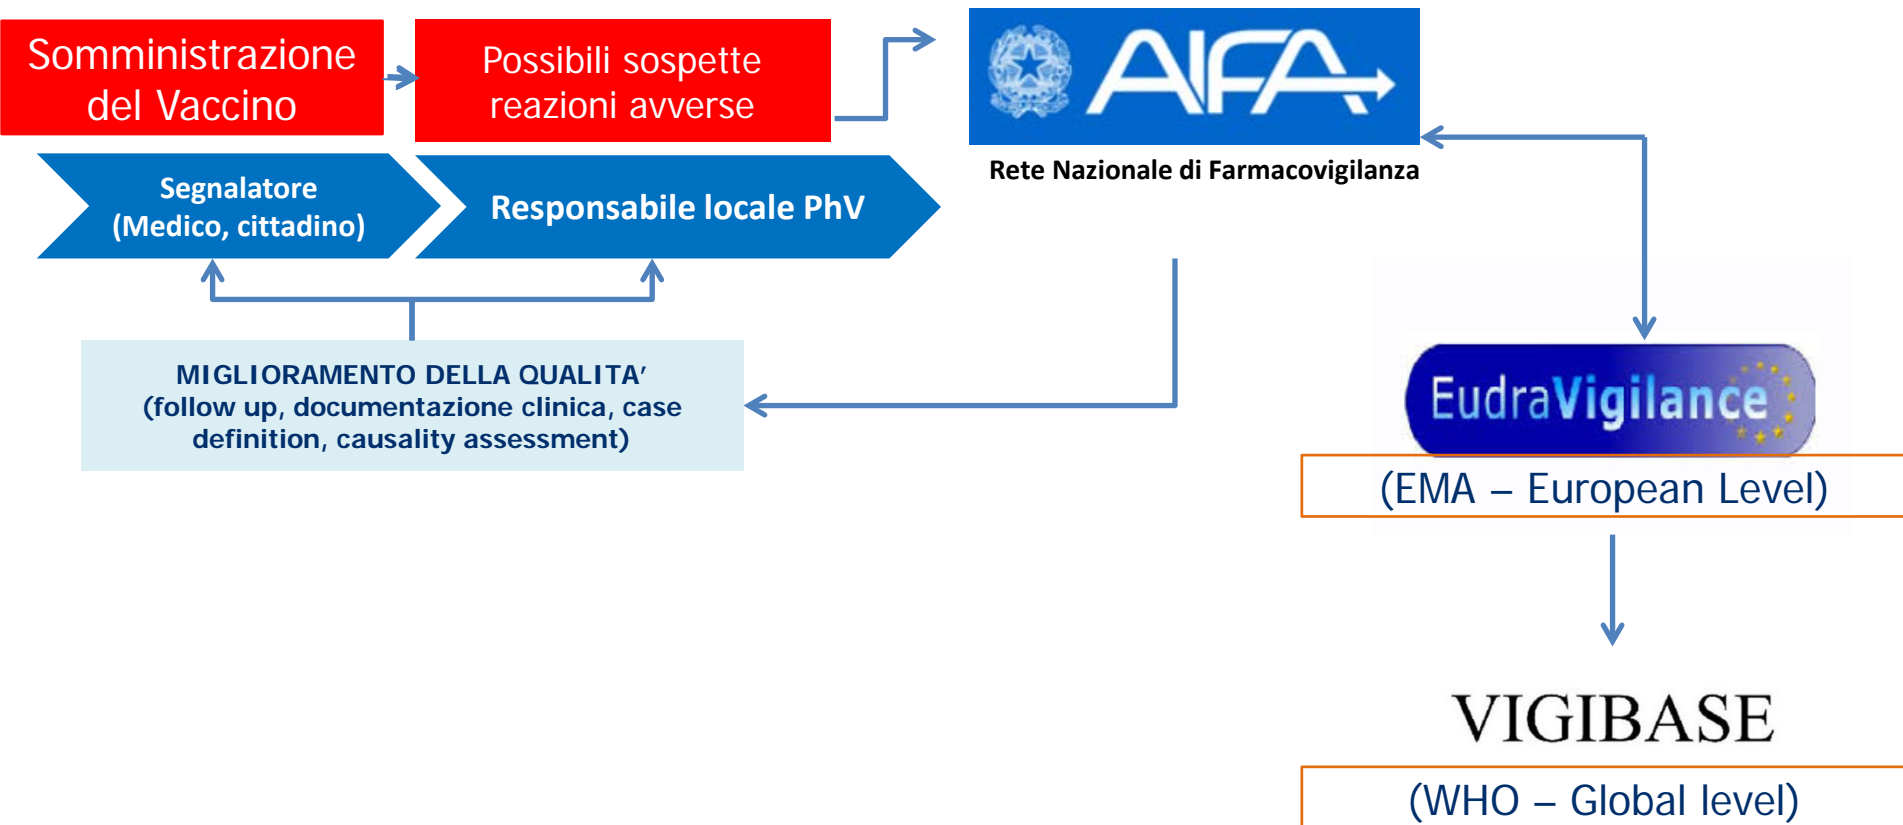 Somministrazione
del Vaccino
Possibili sospette
reazioni avverse
AIFA
Rete Nazionale di Farmacovigilanza
Segnalatore
(Medico, cittadino)
Responsabile locale PhV
MIGLIORAMENTO DELLA QUALITA’
(follow up, documentazione clinica, case
definition, causality assessment)
EudraVigilance
(EMA – European Level)
VIGIBASE
(WHO – Global level)